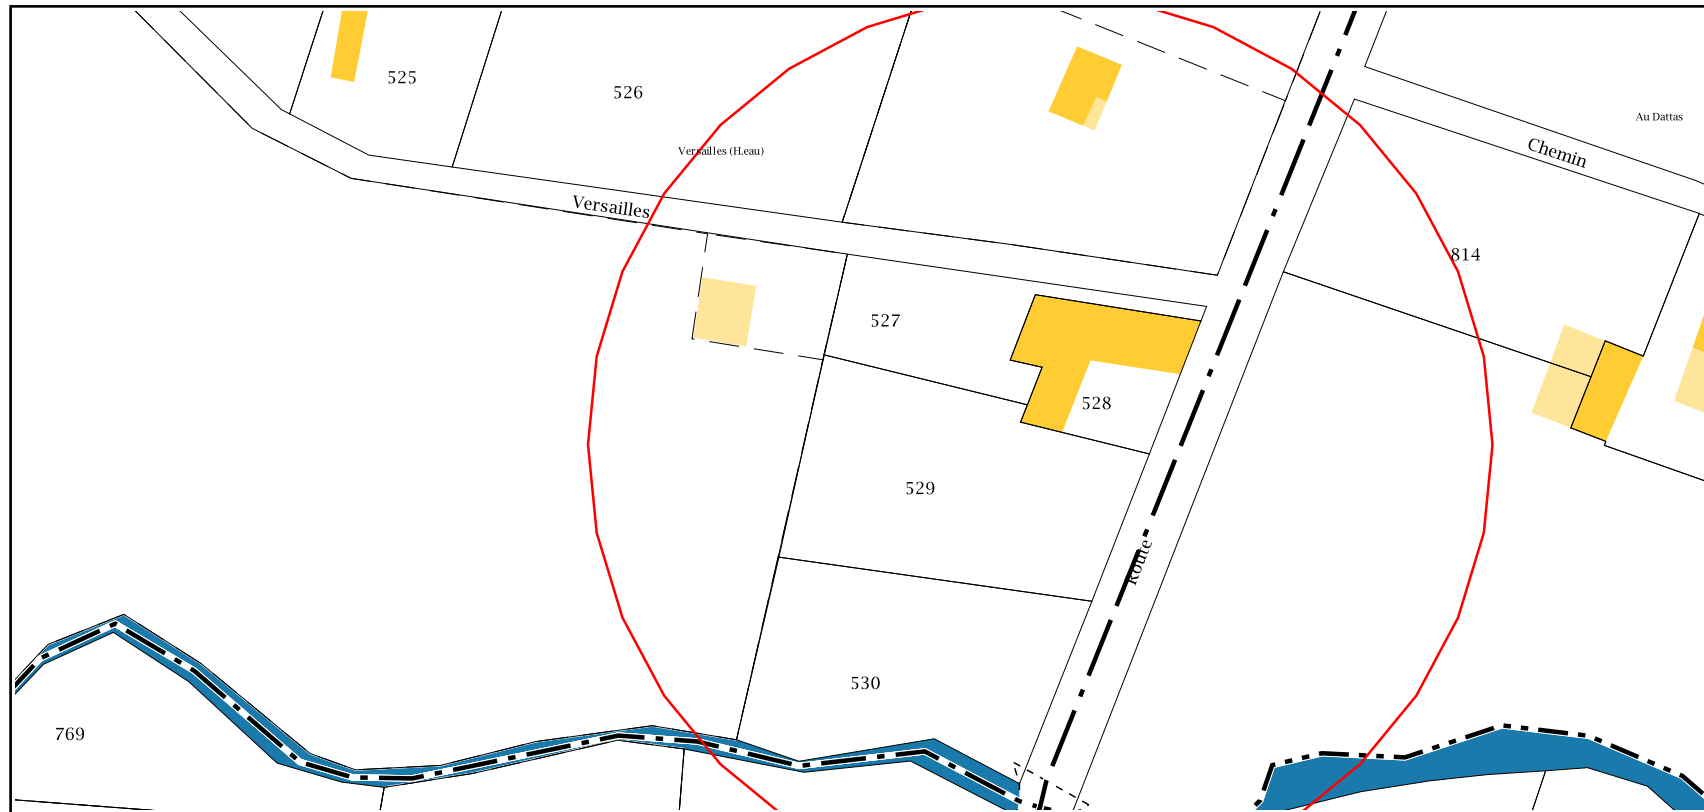 525
526
Au Dattas
Versailles (H.eau)
Chemin
Versailles
814
527
528
529
Route
530
769